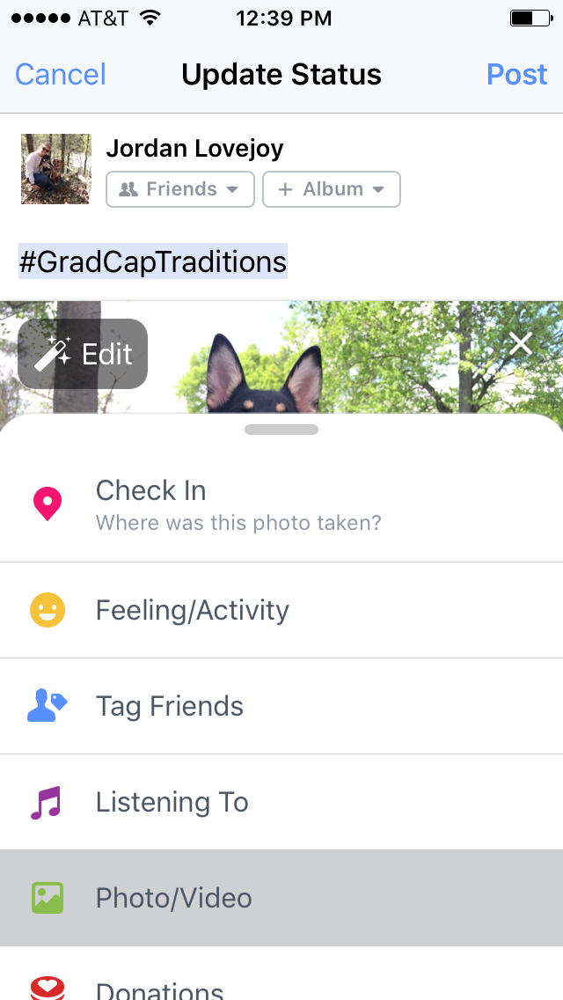 AT&T 12:39 PM
Cancel Update Status Post
Jordan Lovejoy
Friends + Album
#GradCapTraditions
Edit
Check In
Where was this photo taken?
Feeling/Activity
Tag Friends
Listening To
Photo/Video
Donations